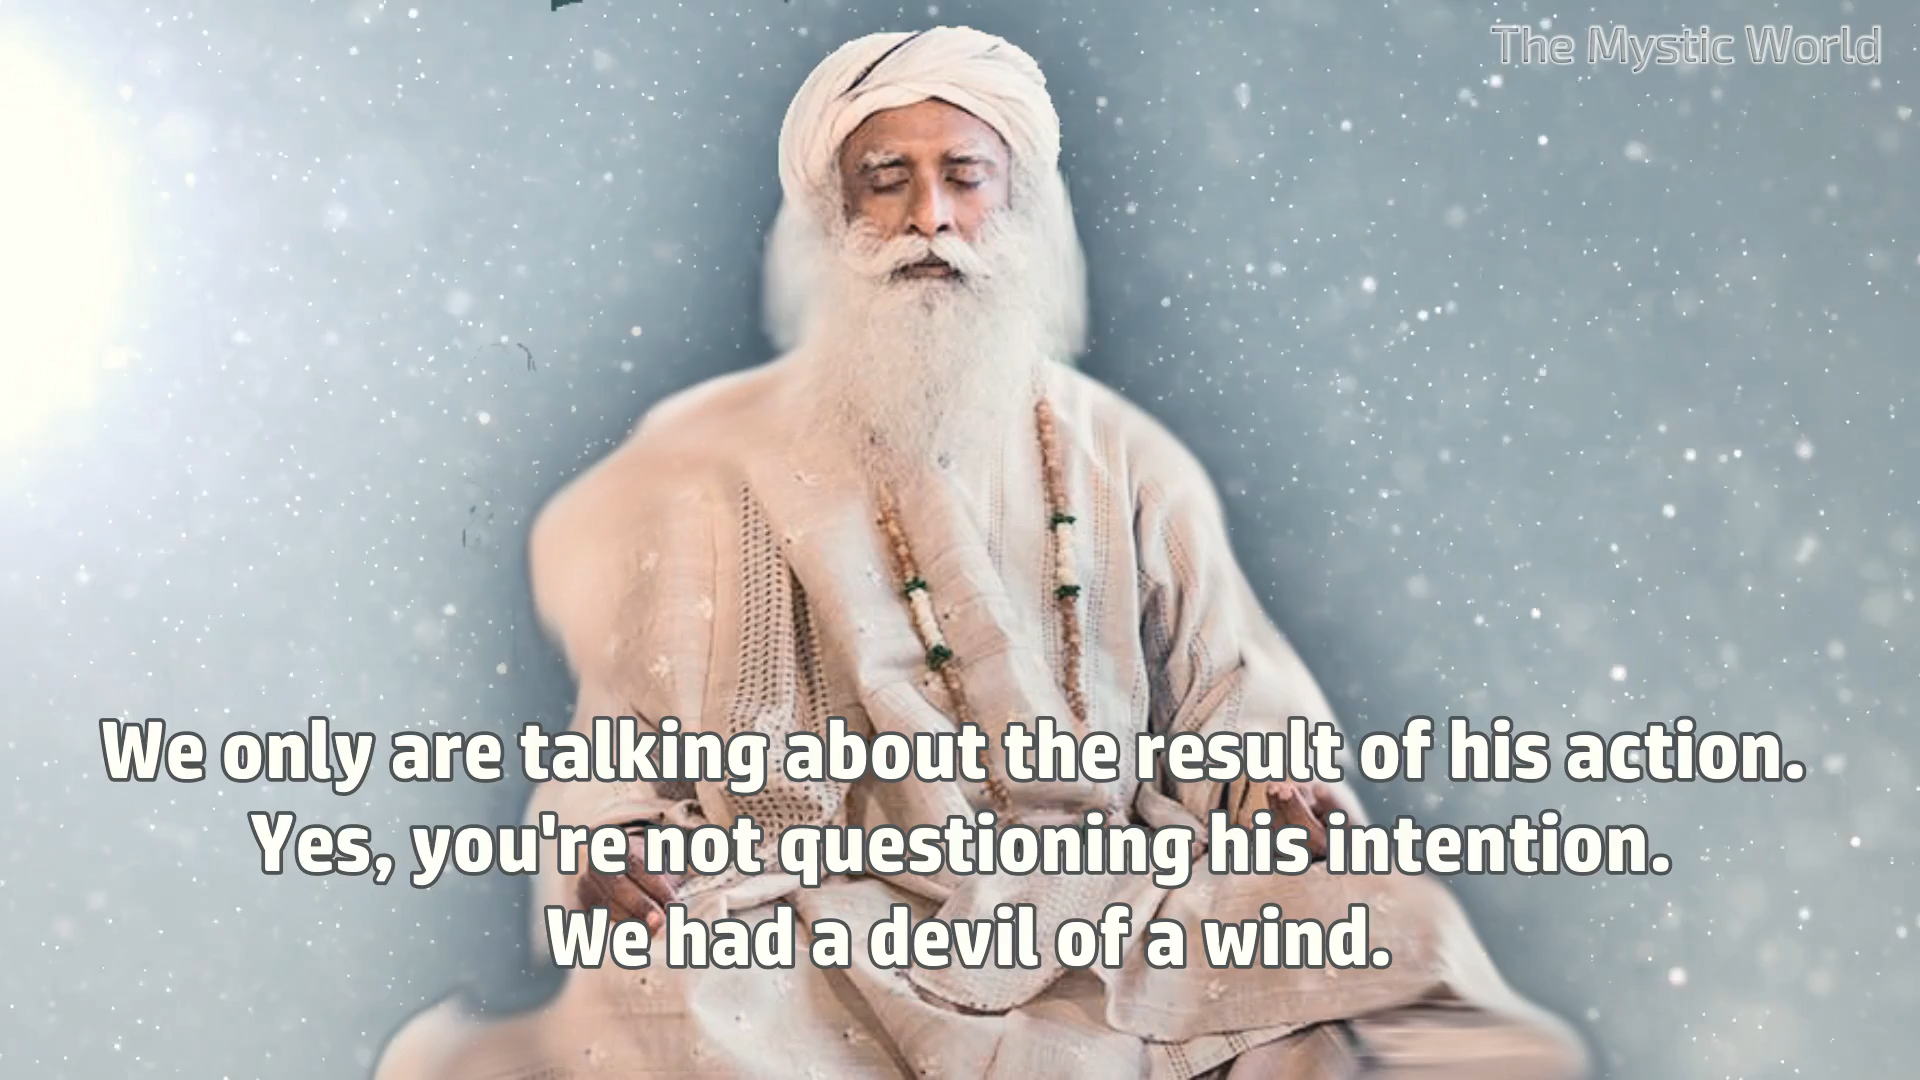 The Mystic World
We only are talking about the result of his action.
Yes, you're not questioning his intention.
We had a devil of a wind.